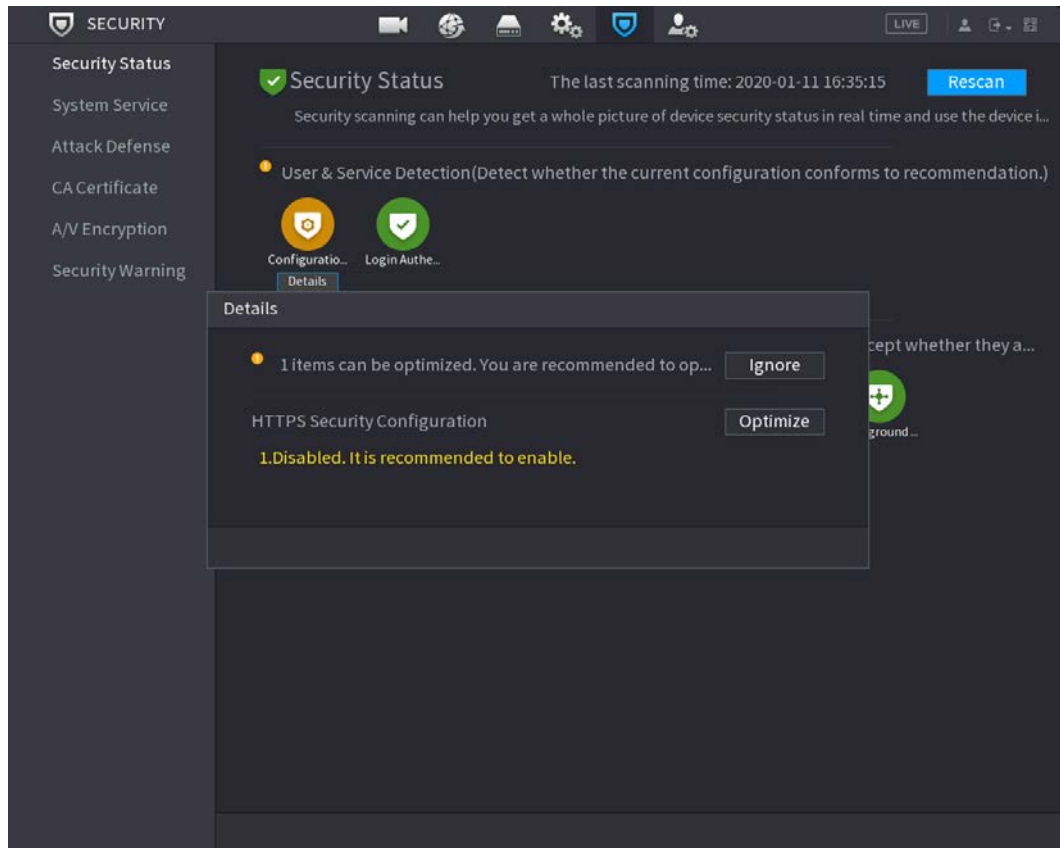 SECURITY
LIVE
Security Status
System Service
Attack Defense
CA Certificate
A/V Encryption
Security Warning
Security Status
The last scanning time: 2020-01-11 16:35:15
Rescan
Security scanning can help you get a whole picture of device security status in real time and use the device i...
User & Service Detection(Detect whether the current configuration conforms to recommendation.)
Configuratio...
Login Authe...
Details
cept whether they a...
ground...
Details
1 items can be optimized. You are recommended to op...
Ignore
HTTPS Security Configuration
Optimize
1.Disabled. It is recommended to enable.